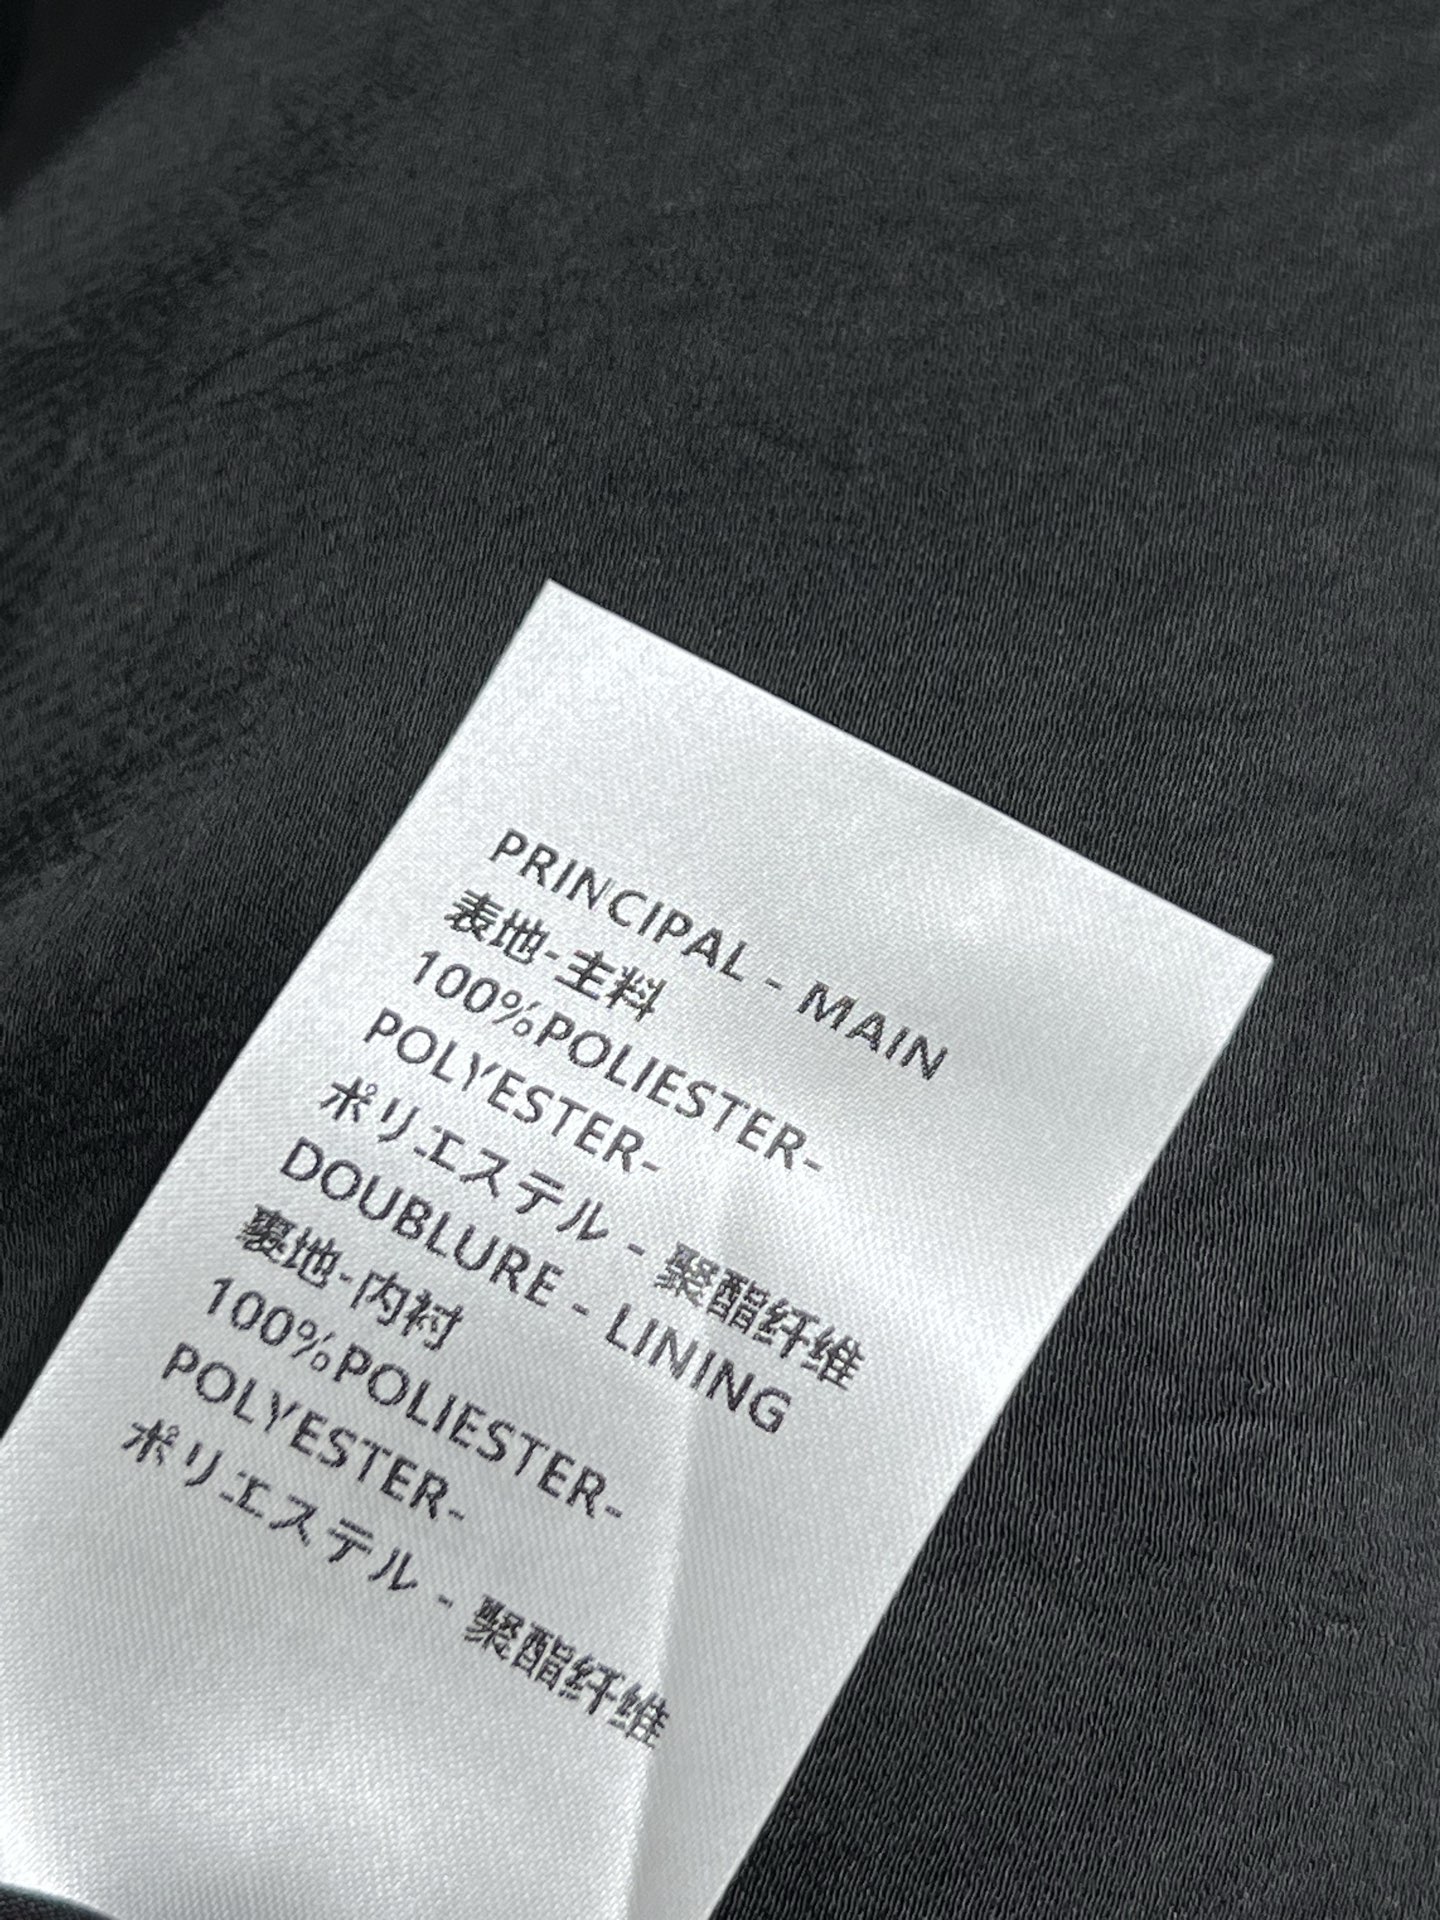 PRINCIPAL - MAIN
表地-主料
100%POLIESTER-
POLYESTER-
ポリエステル - 聚酯纤维
DOUBLURE - LINING
裏地-内衬
100%POLIESTER-
POLYESTER-
ポリエステル - 聚酯纤维